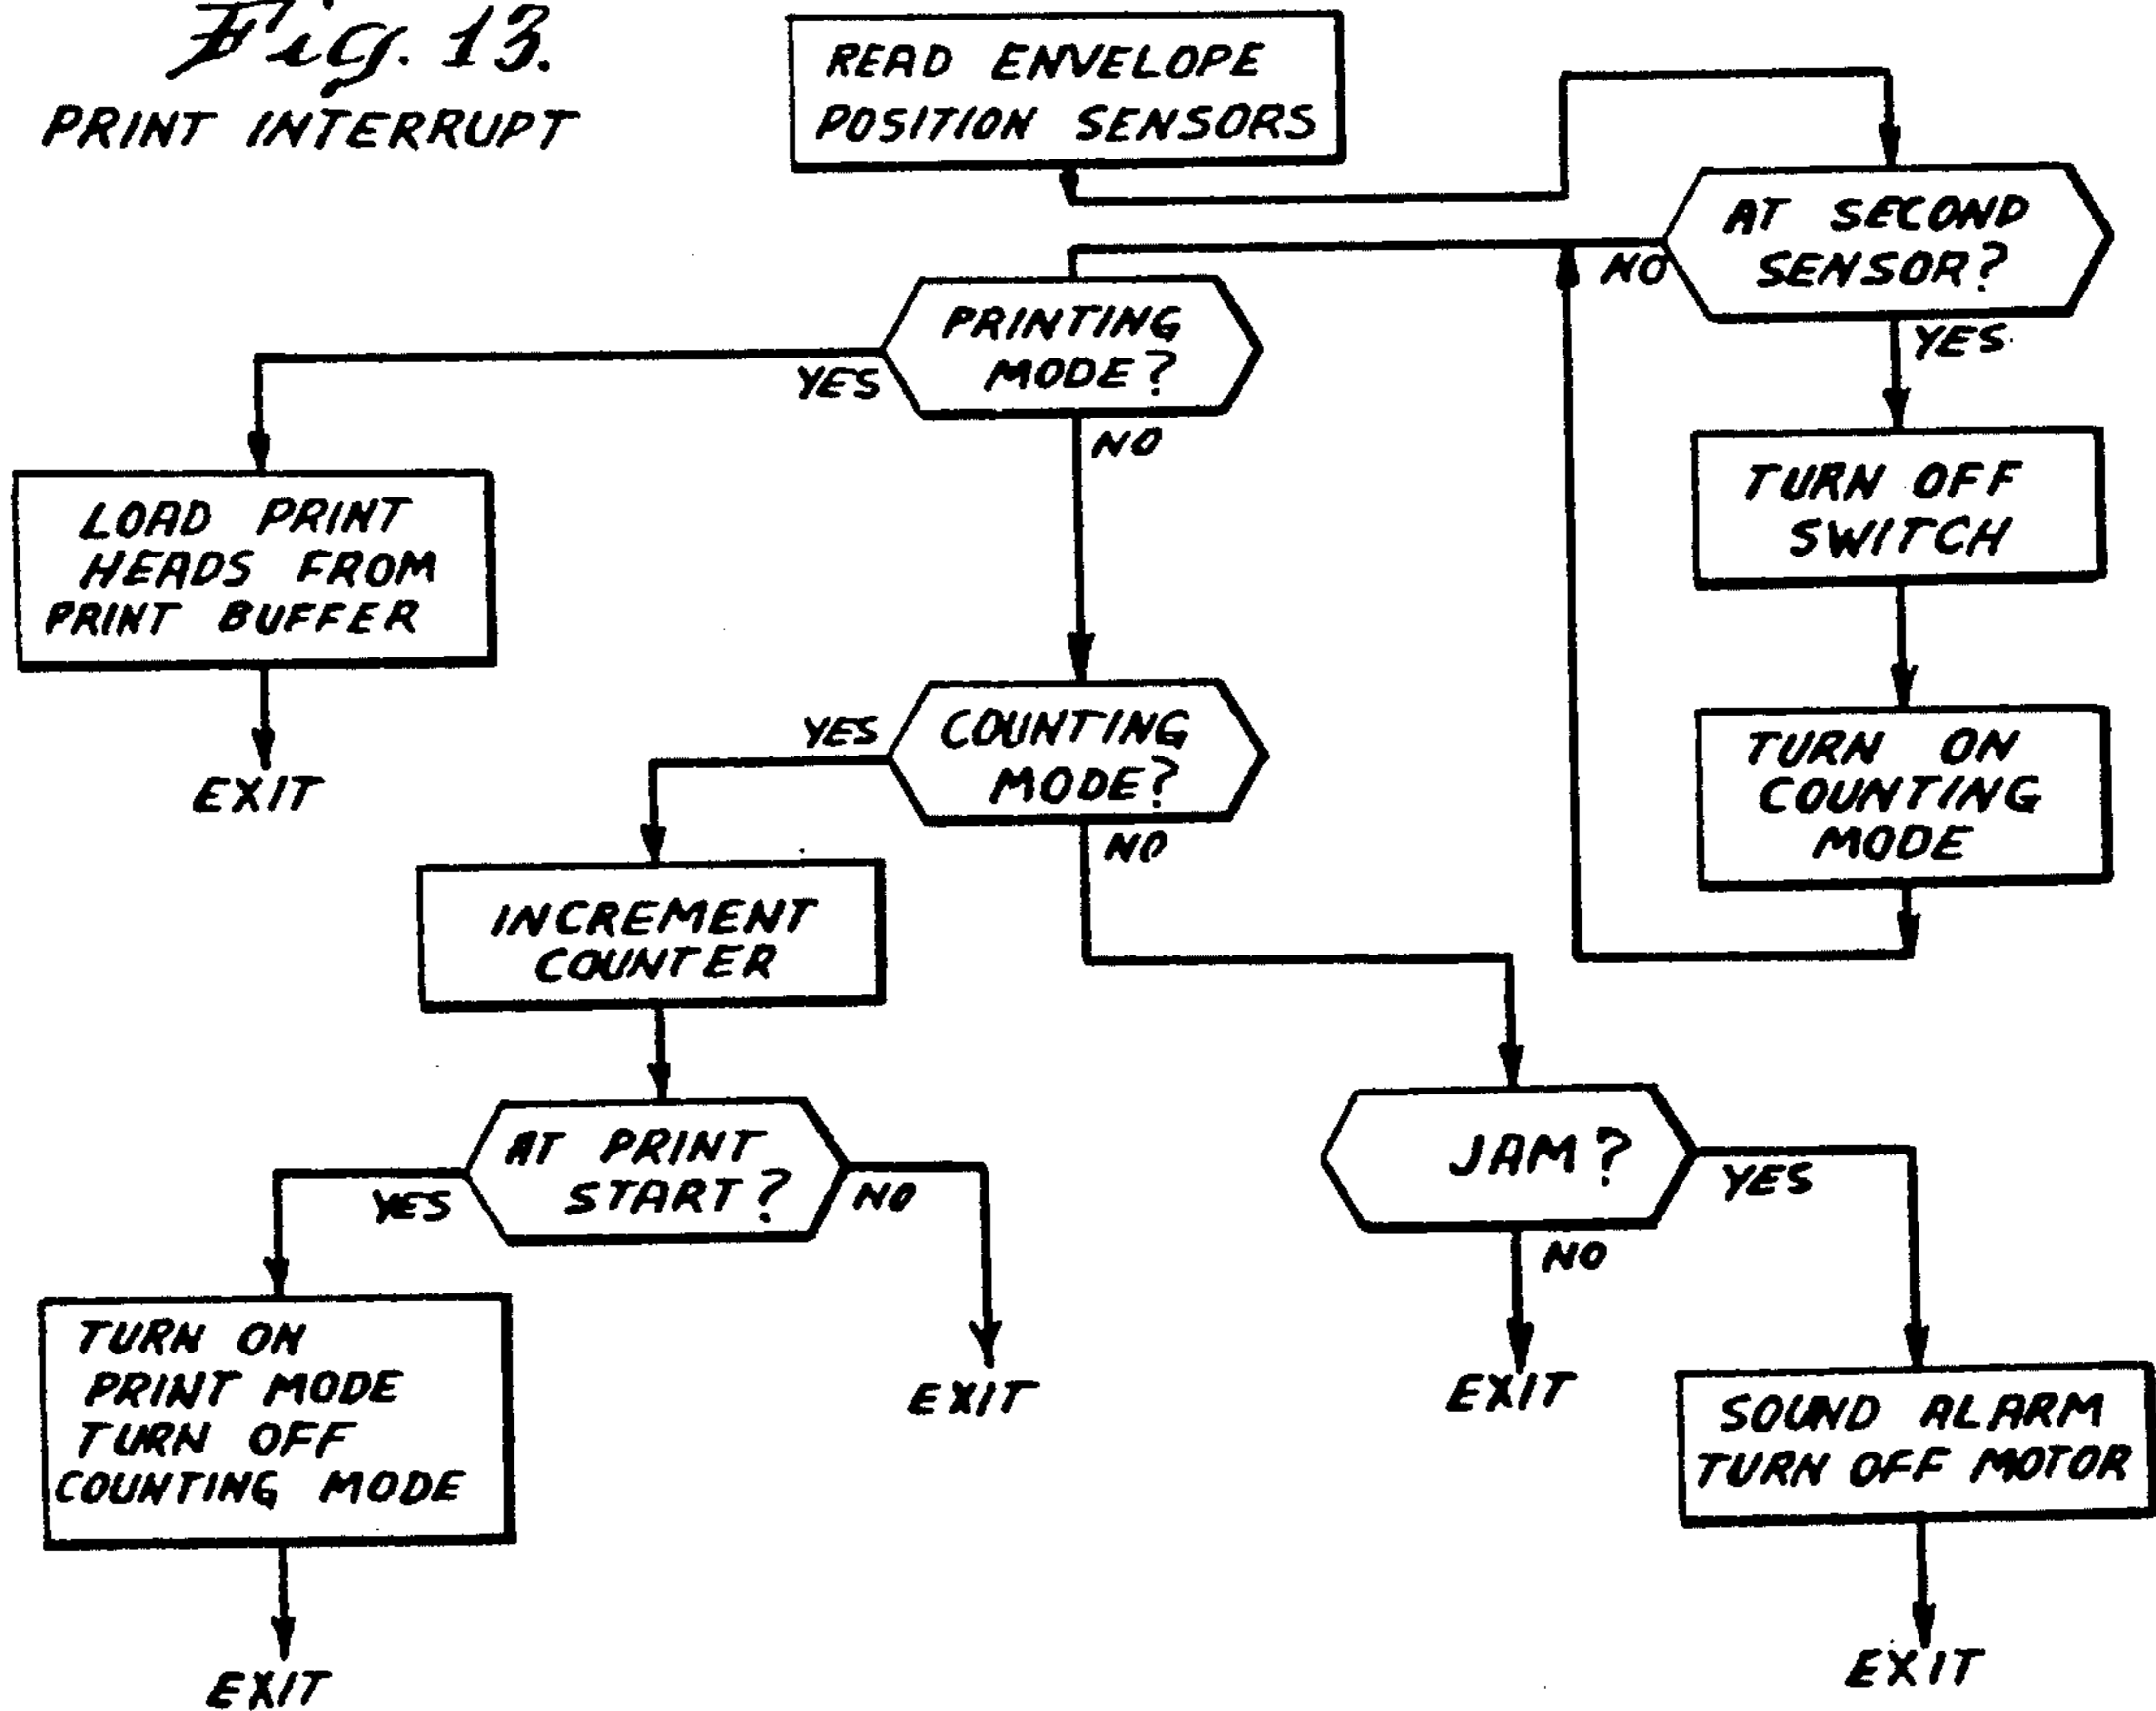 Fig. 13.
PRINT INTERRUPT
READ ENVELOPE
POSITION SENSORS
AT SECOND
SENSOR?
NO
YES
PRINTING
MODE?
YES
NO
TURN OFF
SWITCH
LOAD PRINT
HEADS FROM
PRINT BUFFER
EXIT
TURN ON
COUNTING
MODE
COUNTING
MODE?
YES
NO
INCREMENT
COUNTER
AT PRINT
START?
YES
NO
JAM?
YES
NO
TURN ON
PRINT MODE
TURN OFF
COUNTING MODE
EXIT
EXIT
EXIT
SOUND ALARM
TURN OFF MOTOR
EXIT